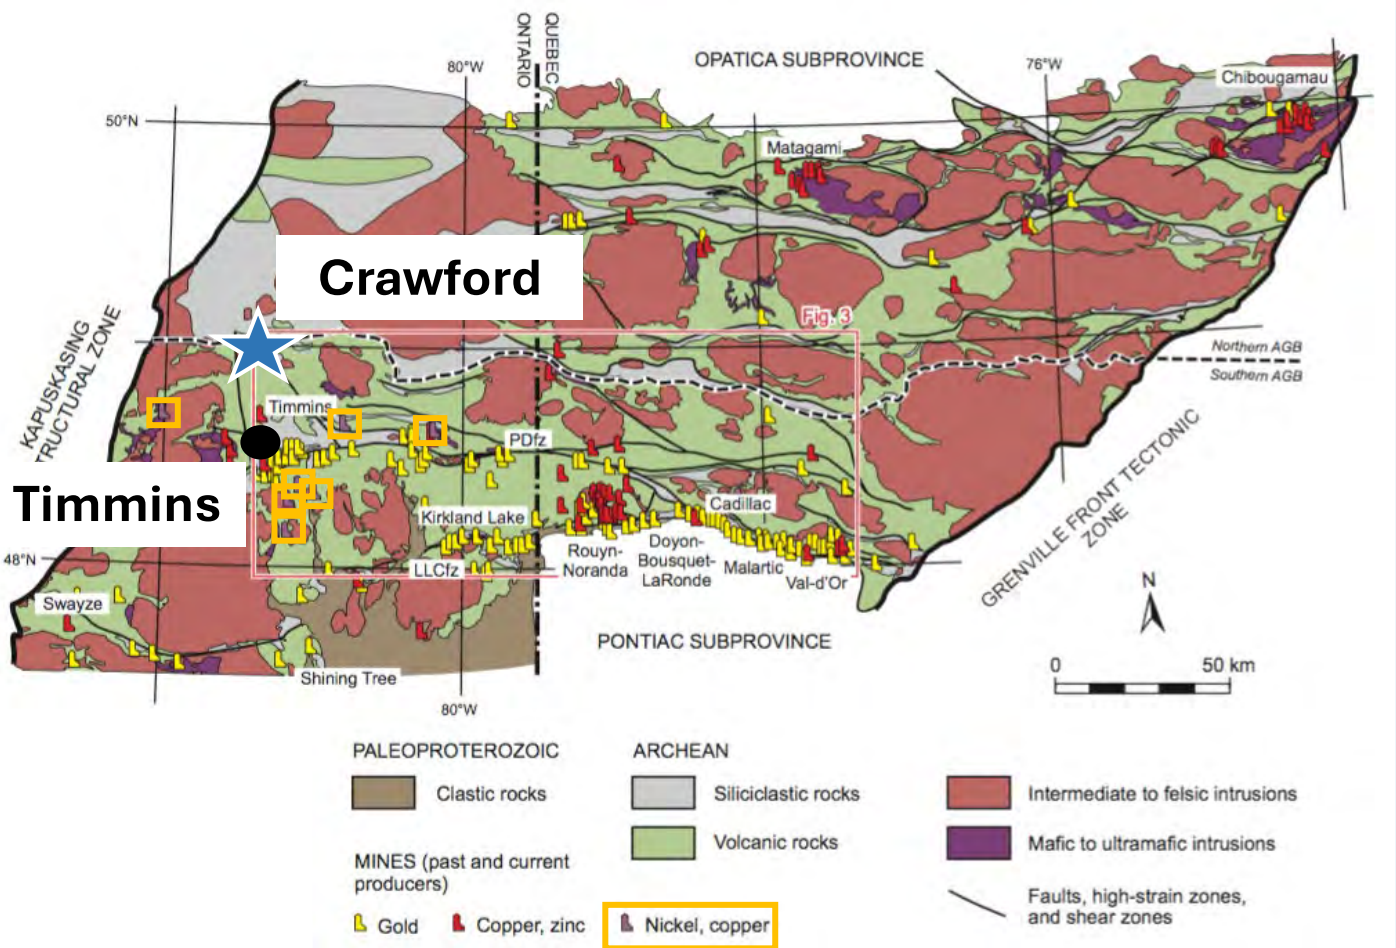 ONTARIO
QUEBEC
80°W
OPATICA SUBPROVINCE
76°W
Chibougamau
50°N
Matagami
Crawford
Fig. 3
Northern AGB
Southern AGB
KAPUSKASING
TRUCTURAL ZONE
Timmins
PDfz
Timmins
Kirkland Lake
Cadillac
48°N
LLCfz
Rouyn-
Noranda
Doyon-
Bousquet-
LaRonde
Malartic
Val-d'Or
GRENVILLE FRONT TECTONIC
ZONE
Swayze
PONTIAC SUBPROVINCE
N
Shining Tree
0 50 km
80°W
PALEOPROTEROZOIC
Clastic rocks
ARCHEAN
Siliciclastic rocks
Volcanic rocks
Intermediate to felsic intrusions
Mafic to ultramafic intrusions
MINES (past and current
producers)
Gold
Copper, zinc
Nickel, copper
Faults, high-strain zones,
and shear zones